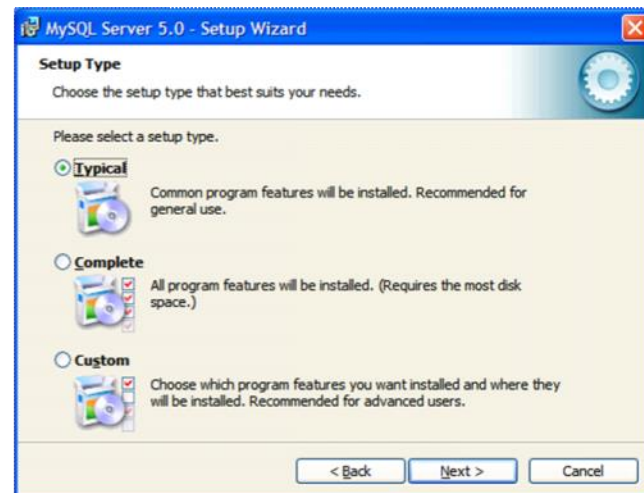 MySQL Server 5.0 - Setup Wizard
Setup Type
Choose the setup type that best suits your needs.
Please select a setup type.
Typical
Common program features will be installed. Recommended for
general use.
Complete
All program features will be installed. (Requires the most disk
space.)
Custom
Choose which program features you want installed and where they
will be installed. Recommended for advanced users.
< Back
Next >
Cancel